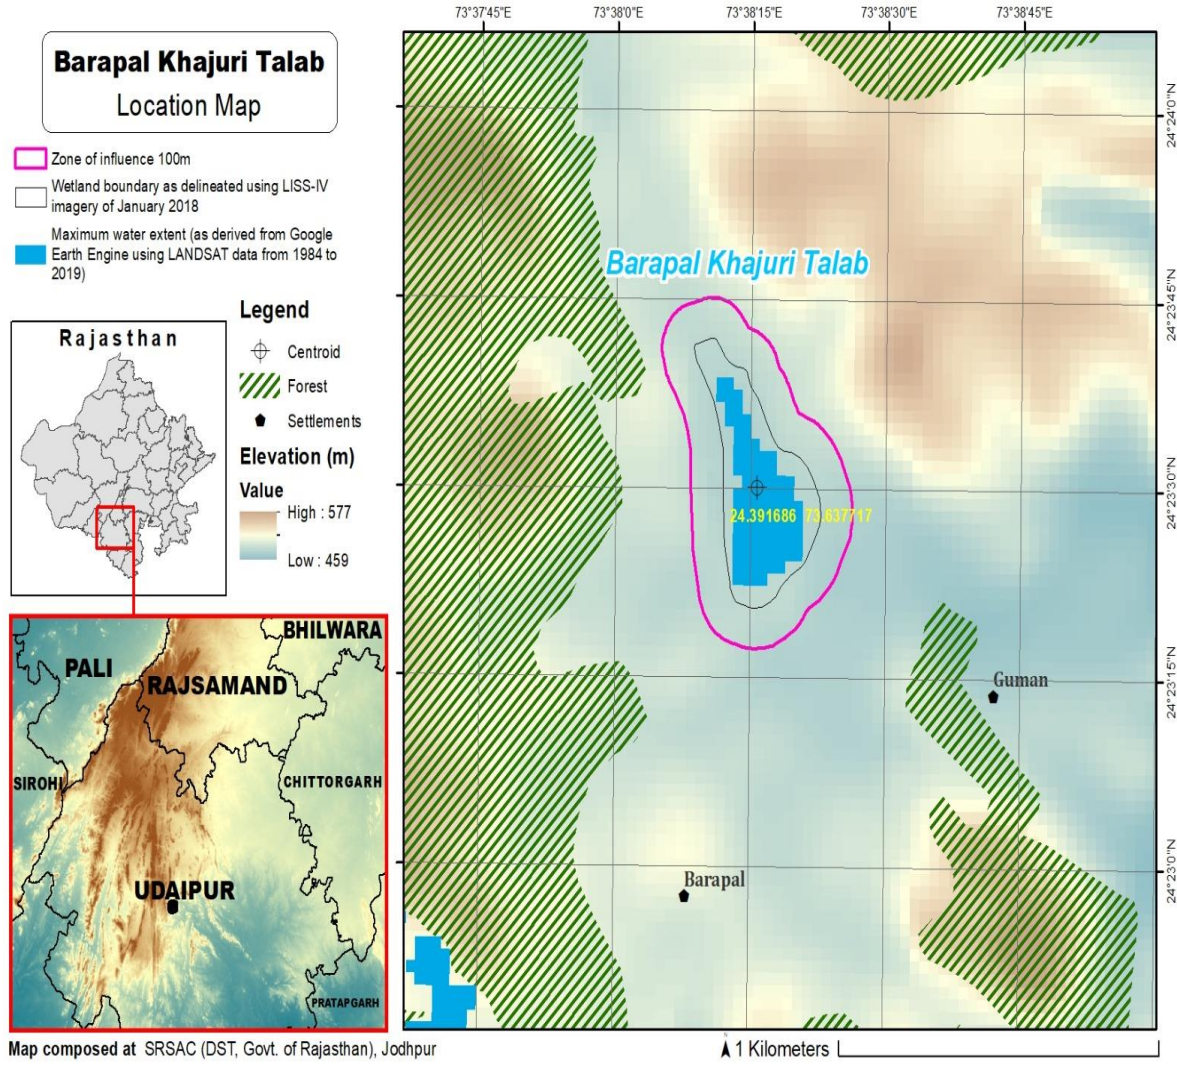 Barapal Khajuri Talab
Location Map
Zone of influence 100m
Wetland boundary as delineated using LISS-IV
imagery of January 2018
Maximum water extent (as derived from Google
Earth Engine using LANDSAT data from 1984 to
2019)
Rajasthan
Legend
Centroid
Forest
Settlements
Elevation (m)
Value
High : 577
Low : 459
BHILWARA
PALI
RAJSAMAND
SIROHI
CHITTORGARH
UDAIPUR
PRATAPGARH
73°37'45"E 73°38'0"E 73°38'15"E 73°38'30"E 73°38'45"E
24°24'0"N
24°23'45"N
24°23'30"N
24°23'15"N
24°23'0"N
Barapal Khajuri Talab
24.391686 73.637717
Guman
Barapal
Map composed at SRSAC (DST, Govt. of Rajasthan), Jodhpur
N
1 Kilometers